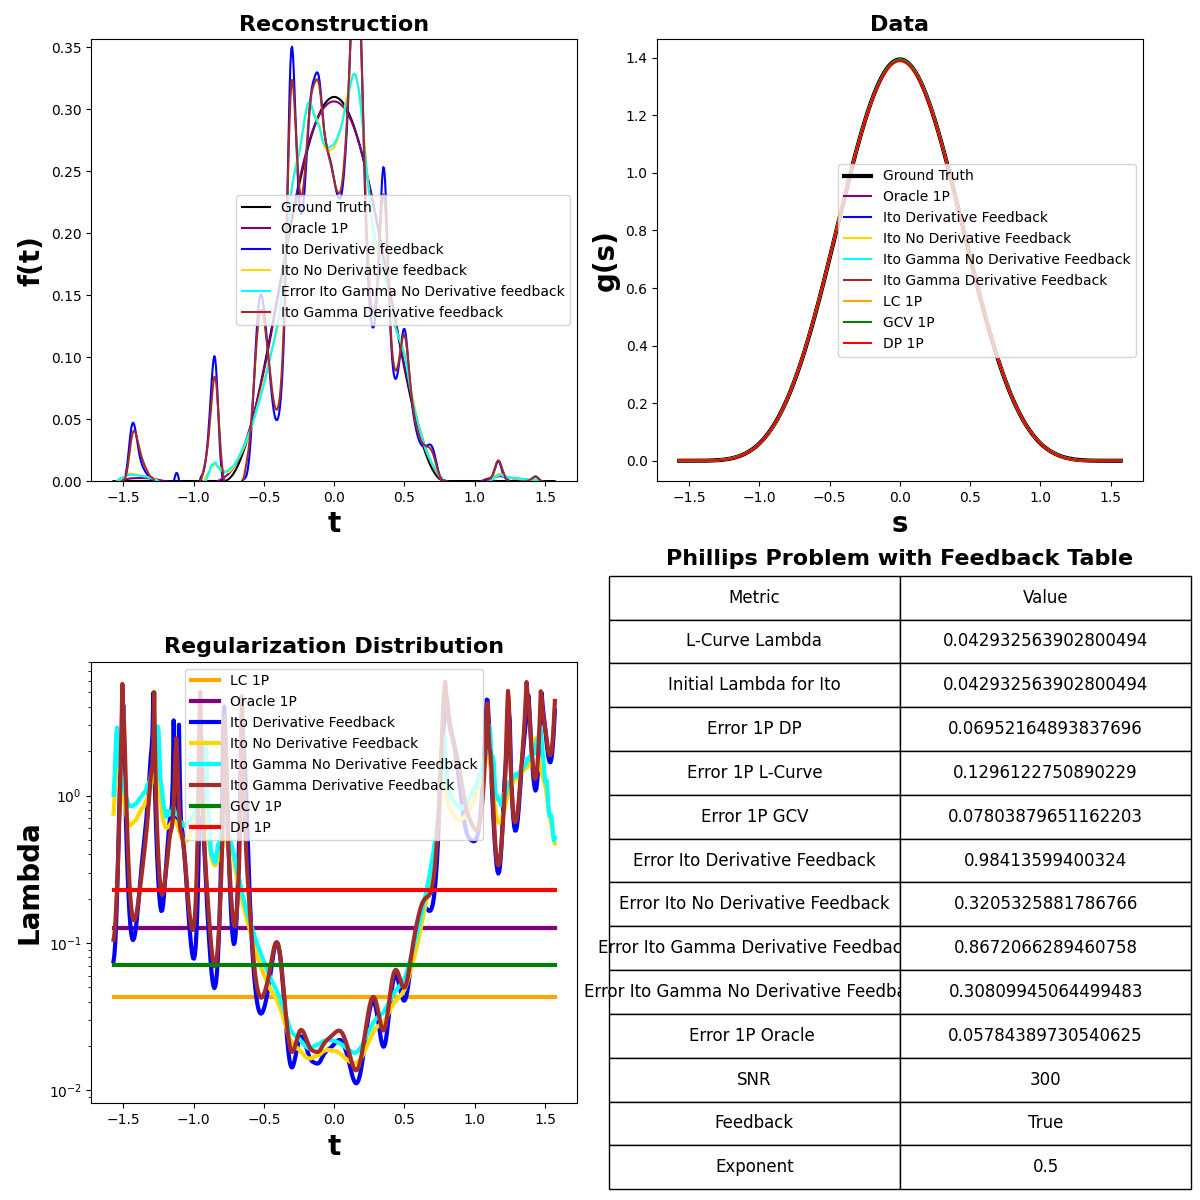 Reconstruction
0.35
0.30
0.25
0.20
0.15
0.10
0.05
0.00
f(t)
Ground Truth
Oracle 1P
Ito Derivative feedback
Ito No Derivative feedback
Error Ito Gamma No Derivative feedback
Ito Gamma Derivative feedback
−1.5 −1.0 −0.5 0.0 0.5 1.0 1.5
t
Data
1.4
1.2
1.0
0.8
0.6
0.4
0.2
0.0
g(s)
Ground Truth
Oracle 1P
Ito Derivative Feedback
Ito No Derivative Feedback
Ito Gamma No Derivative Feedback
Ito Gamma Derivative Feedback
LC 1P
GCV 1P
DP 1P
−1.5 −1.0 −0.5 0.0 0.5 1.0 1.5
s
Regularization Distribution
10⁰
10⁻¹
10⁻²
Lambda
LC 1P
Oracle 1P
Ito Derivative Feedback
Ito No Derivative Feedback
Ito Gamma No Derivative Feedback
Ito Gamma Derivative Feedback
GCV 1P
DP 1P
−1.5 −1.0 −0.5 0.0 0.5 1.0 1.5
t
Phillips Problem with Feedback Table
Metric Value
L-Curve Lambda 0.042932563902800494
Initial Lambda for Ito 0.042932563902800494
Error 1P DP 0.06952164893837696
Error 1P L-Curve 0.1296122750890229
Error 1P GCV 0.07803879651162203
Error Ito Derivative Feedback 0.98413599400324
Error Ito No Derivative Feedback 0.3205325881786766
Error Ito Gamma Derivative Feedbac 0.8672066289460758
Error Ito Gamma No Derivative Feedba 0.30809945064499483
Error 1P Oracle 0.05784389730540625
SNR 300
Feedback True
Exponent 0.5